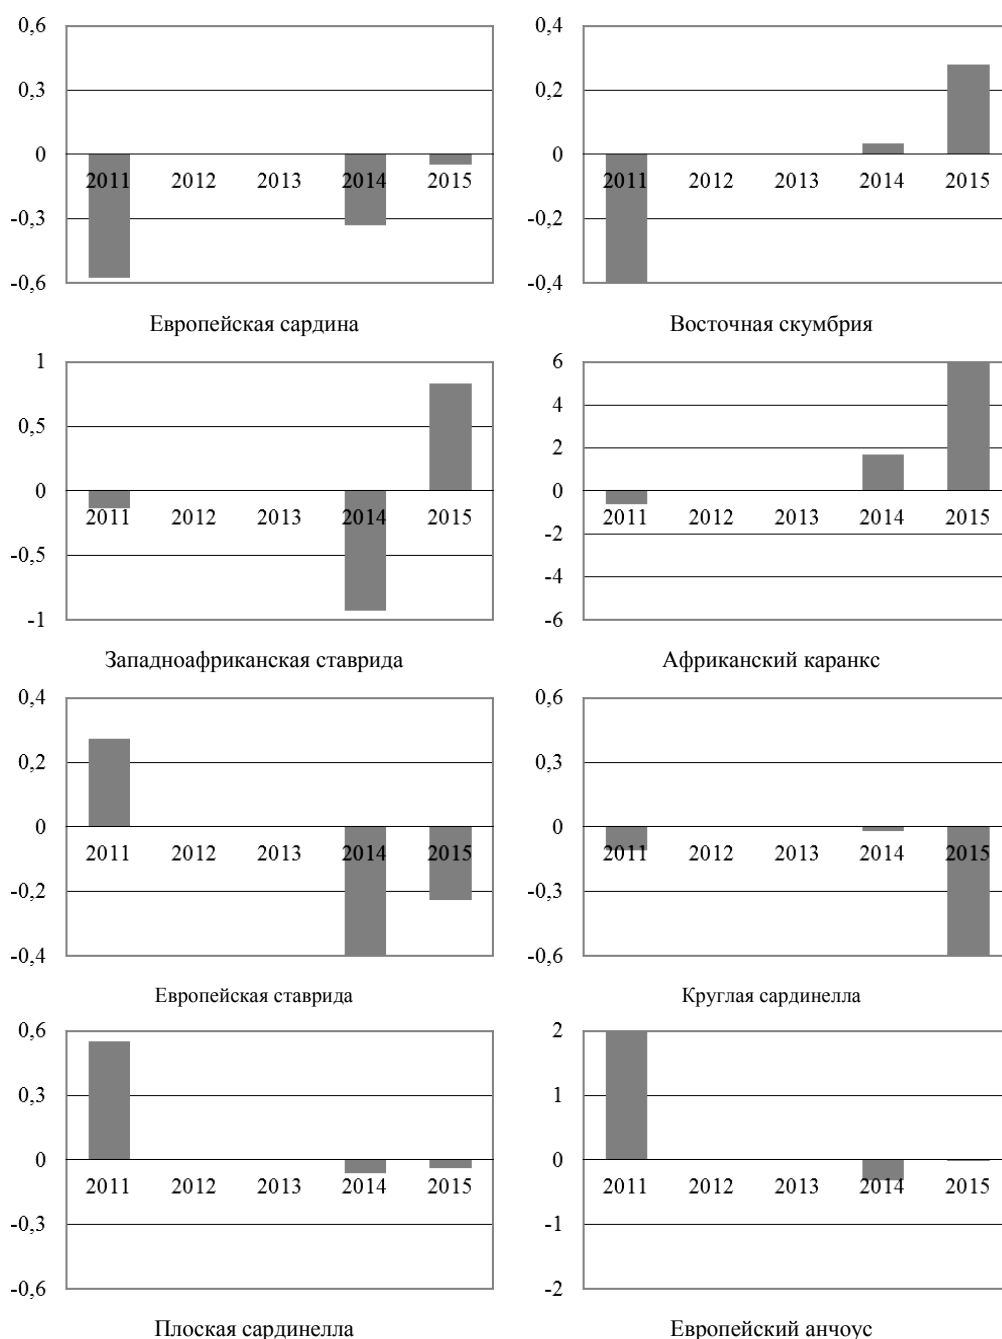 0,6
0,3
0
-0,3
-0,6
2011 2012 2013 2014 2015
Европейская сардина
0,4
0,2
0
-0,2
-0,4
2011 2012 2013 2014 2015
Восточная скумбрия
1
0,5
0
-0,5
-1
2011 2012 2013 2014 2015
Западноафриканская ставрида
6
4
2
0
-2
-4
-6
2011 2012 2013 2014 2015
Африканский каранкс
0,4
0,2
0
-0,2
-0,4
2011 2012 2013 2014 2015
Европейская ставрида
0,6
0,3
0
-0,3
-0,6
2011 2012 2013 2014 2015
Круглая сардинелла
0,6
0,3
0
-0,3
-0,6
2011 2012 2013 2014 2015
Плоская сардинелла
2
1
0
-1
-2
2011 2012 2013 2014 2015
Европейский анчоус